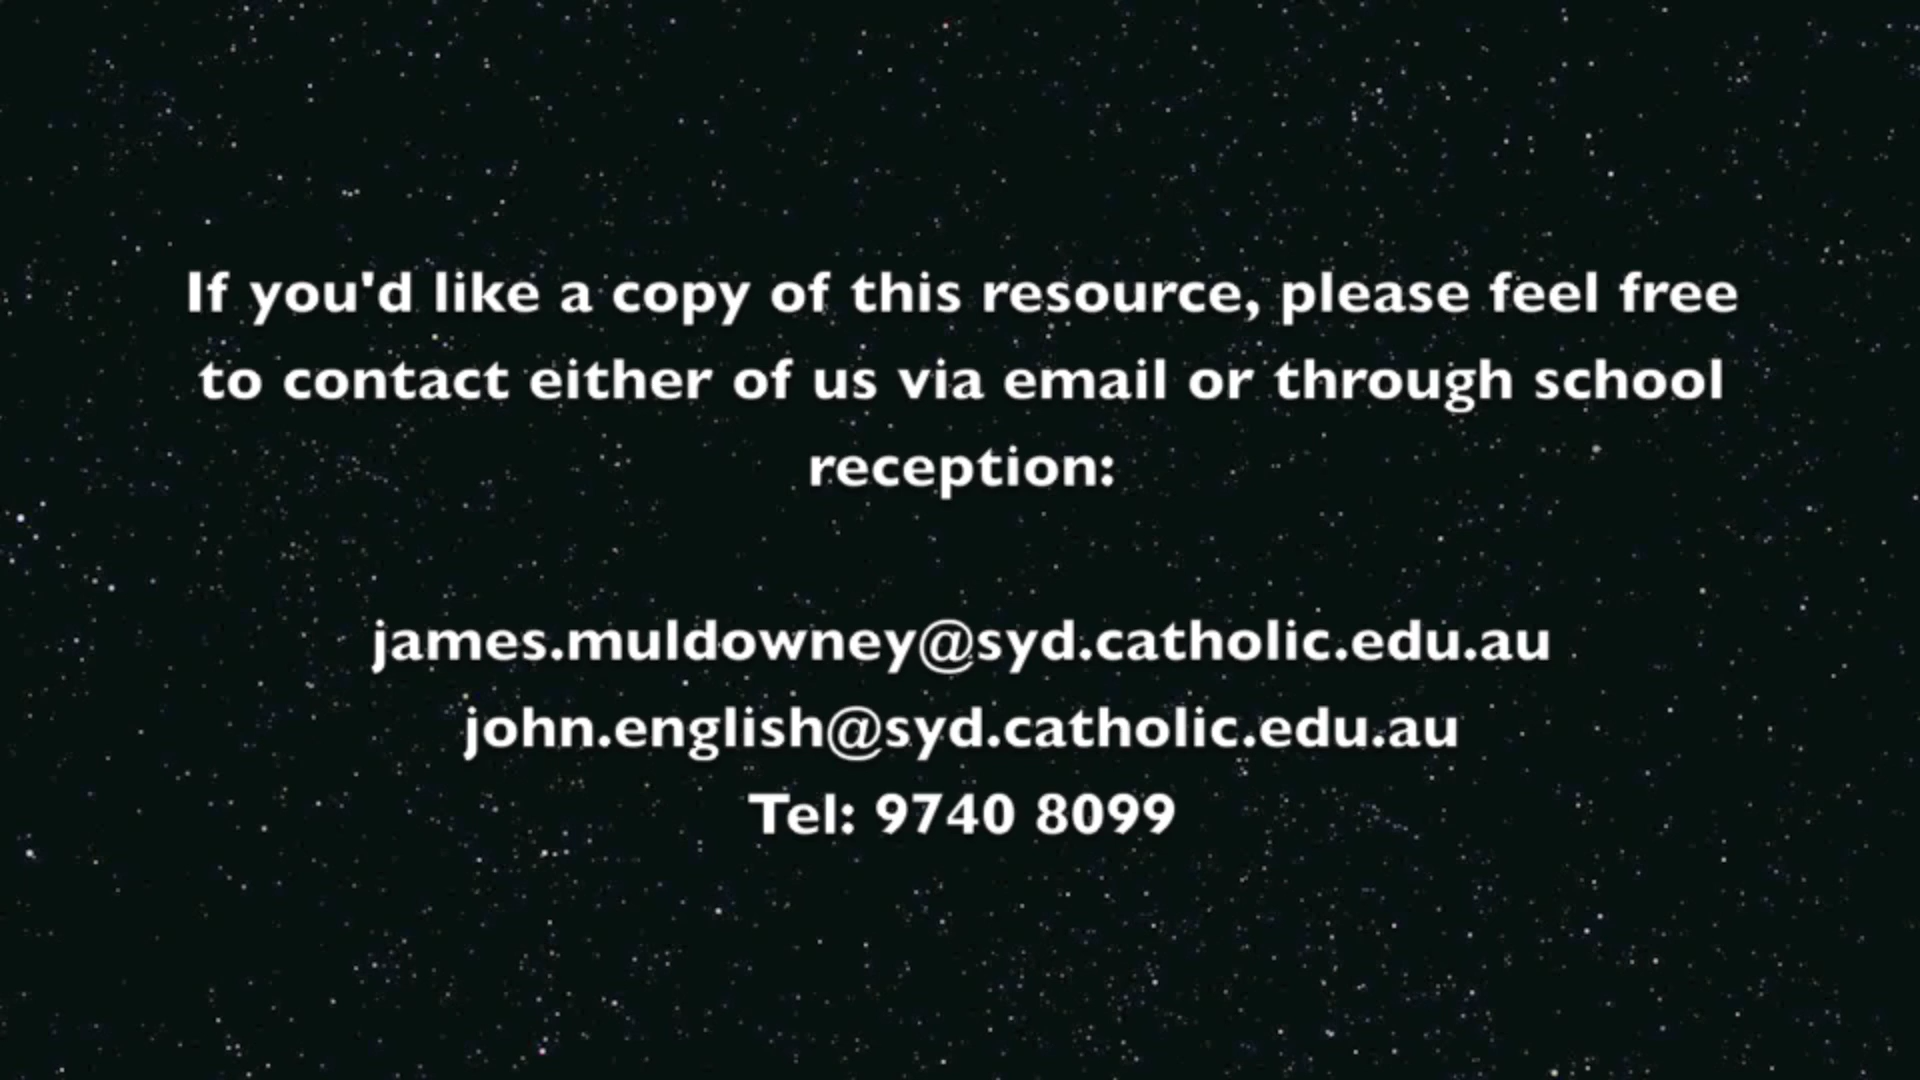 If you'd like a copy of this resource, please feel free
to contact either of us via email or through school
reception:
james.muldowney@syd.catholic.edu.au
john.english@syd.catholic.edu.au
Tel: 9740 8099